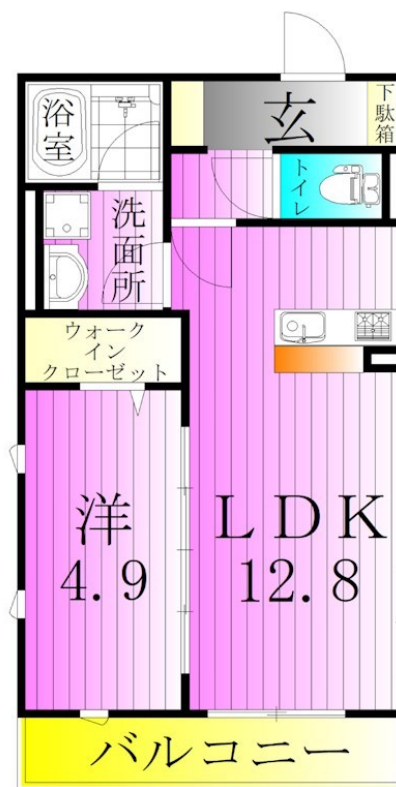 浴室
玄
下駄箱
トイレ
洗面所
ウォーク
イン
クローゼット
洋
4.9
LDK
12.8
バルコニー